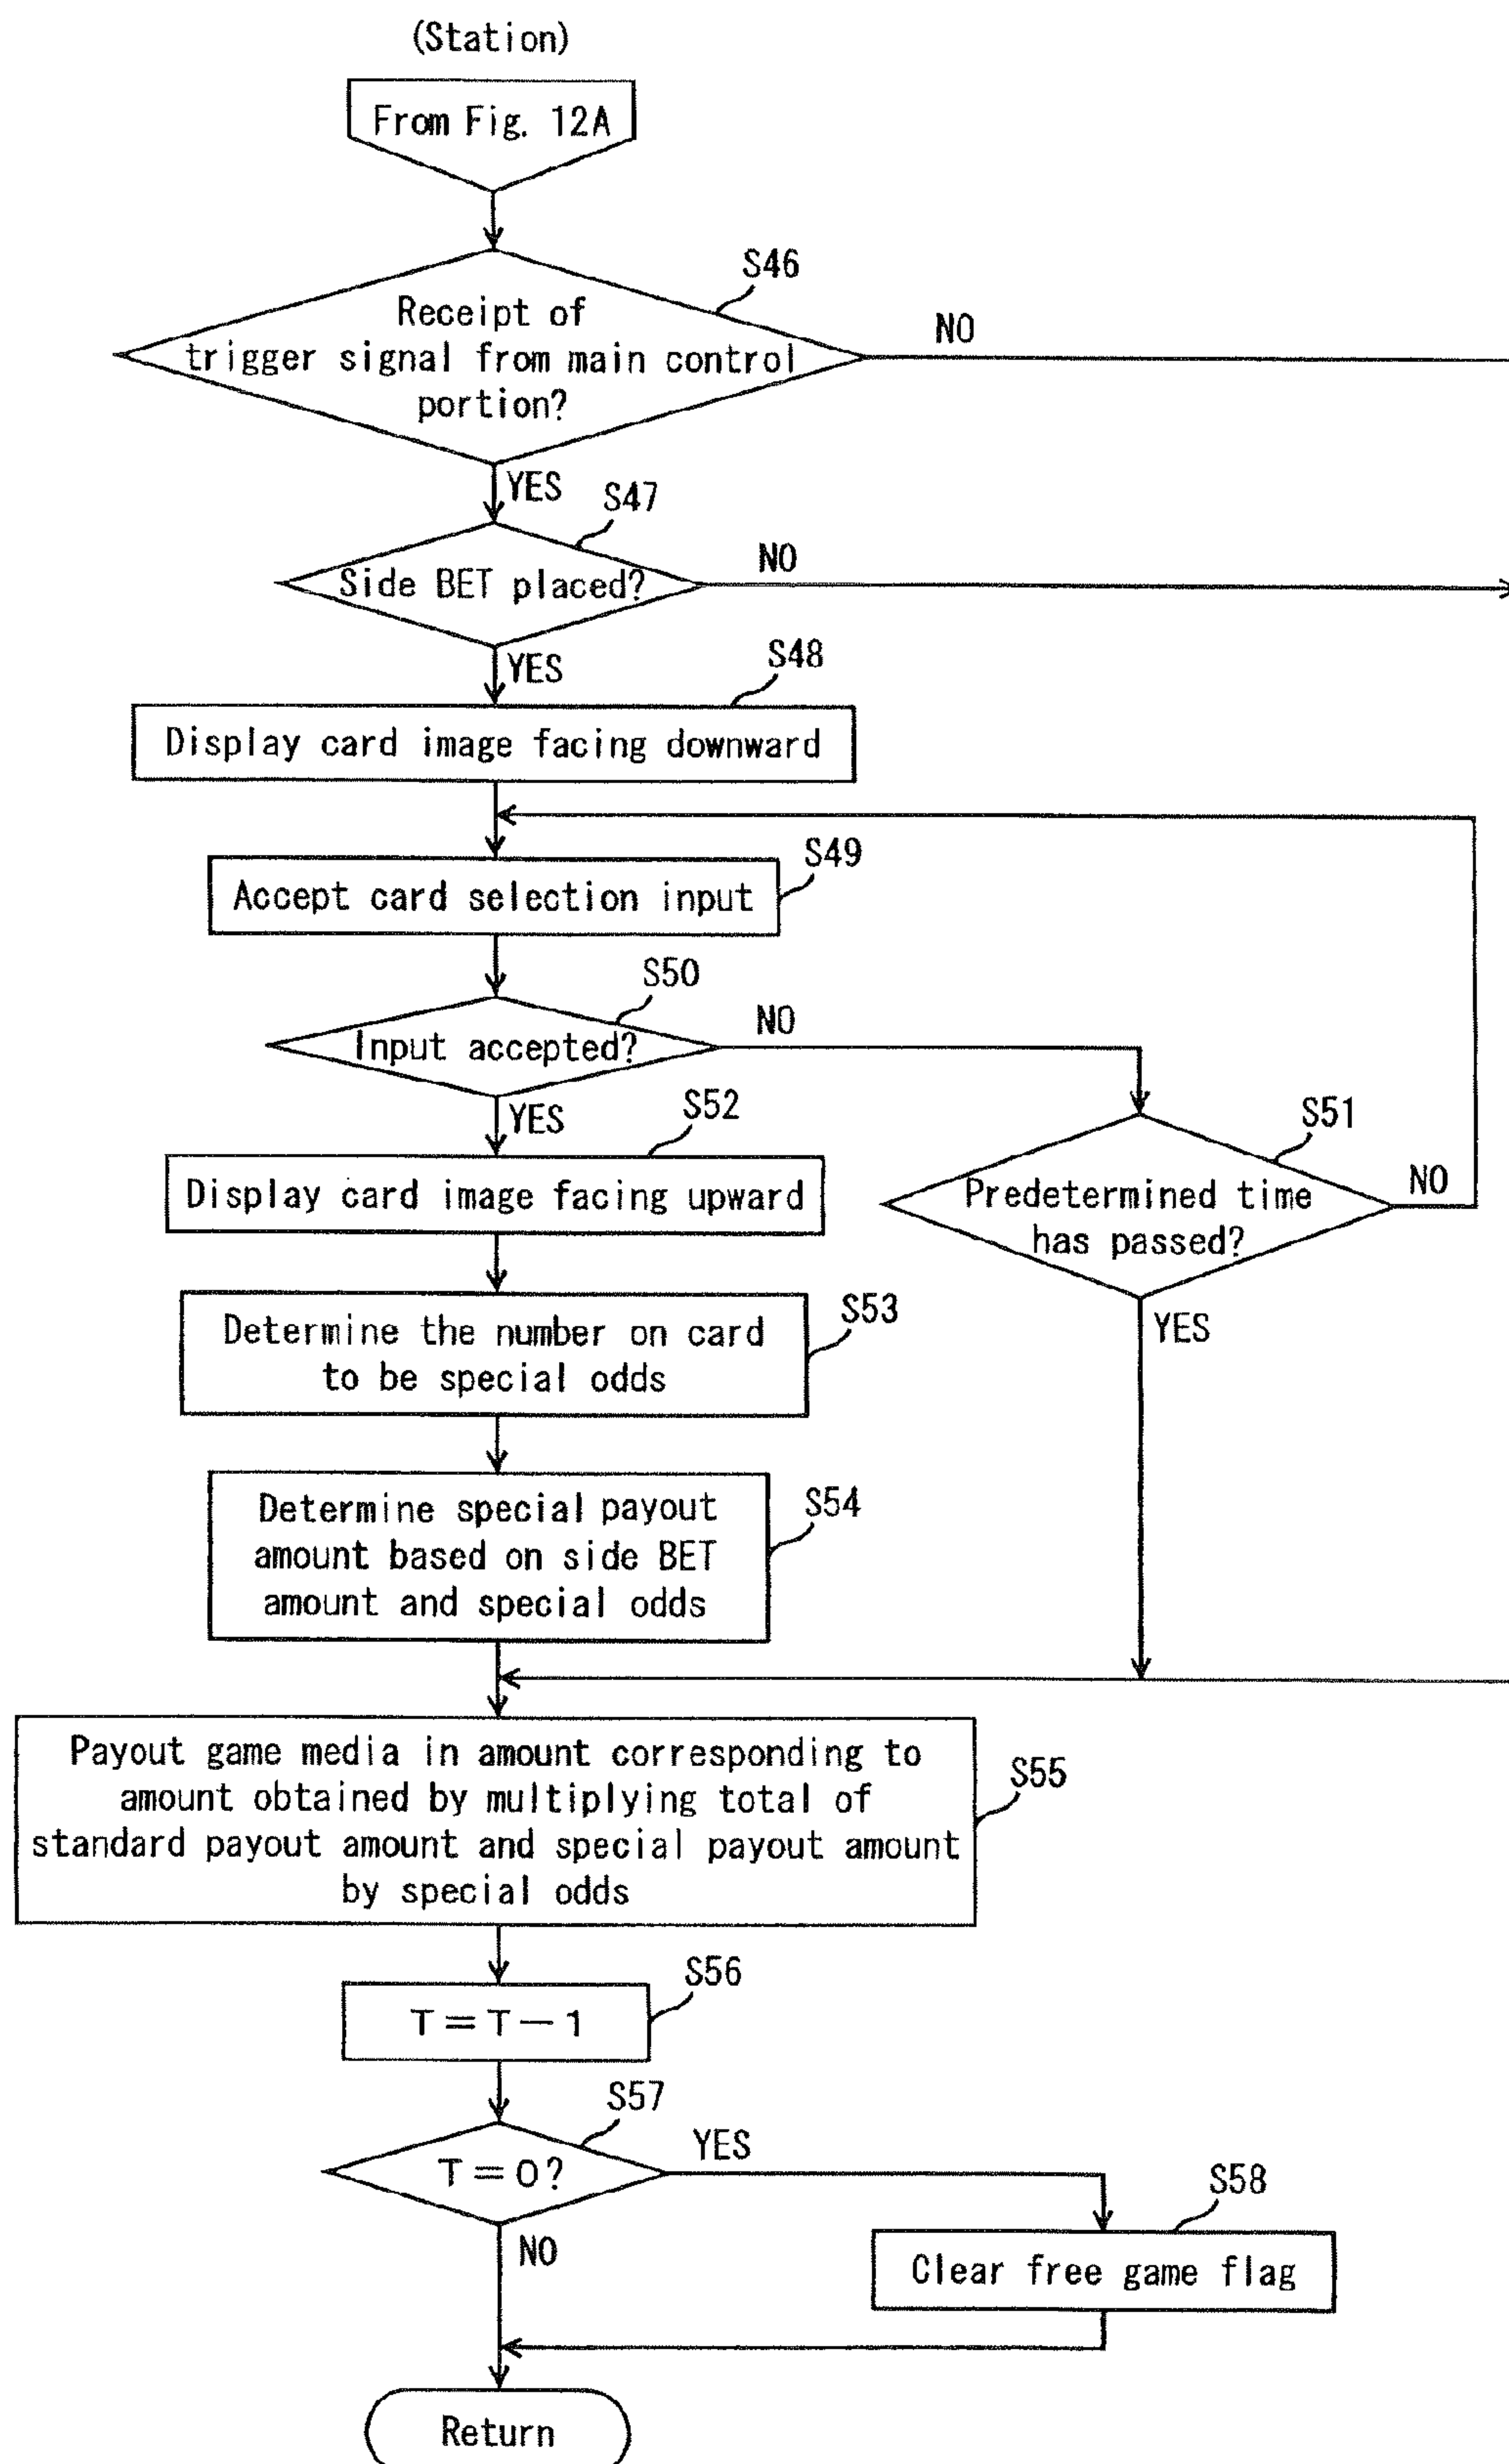 (Station)
From Fig. 12A
S46
Receipt of
trigger signal from main control
portion?
NO
YES
S47
Side BET placed?
NO
YES
S48
Display card image facing downward
S49
Accept card selection input
S50
Input accepted?
NO
YES
S52
Display card image facing upward
S51
Predetermined time
has passed?
NO
YES
S53
Determine the number on card
to be special odds
S54
Determine special payout
amount based on side BET
amount and special odds
S55
Payout game media in amount corresponding to
amount obtained by multiplying total of
standard payout amount and special payout amount
by special odds
S56
T=T-1
S57
T=0?
YES
NO
S58
Clear free game flag
Return